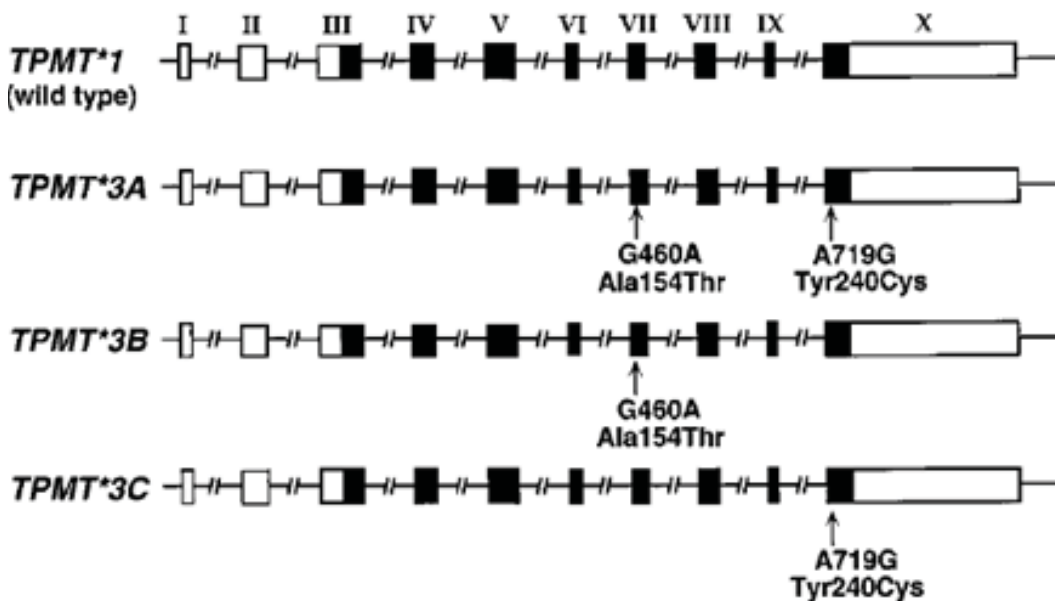 I II III IV V VI VII VIII IX X
TPMT*1
(wild type)
TPMT*3A
G460A A719G
Ala154Thr Tyr240Cys
TPMT*3B
G460A
Ala154Thr
TPMT*3C
A719G
Tyr240Cys